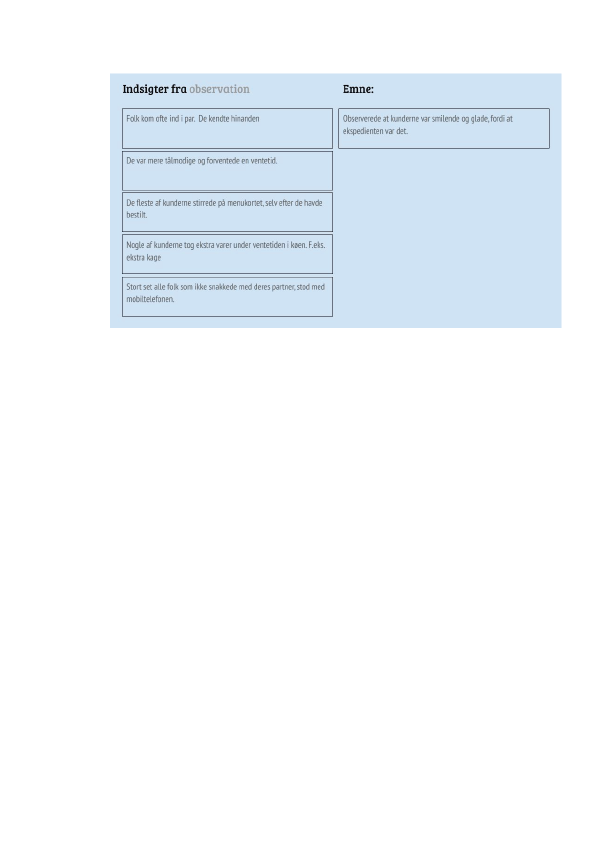 Indsigter fra observation
Emne:
Folk kom ofte ind i par. De kendte hinanden
De var mere tålmodige og forventede en ventetid.
De fleste af kunderne stirrede på menukortet, selv efter de havde
bestilt.
Nogle af kunderne tog ekstra varer under ventetiden i køen. F.eks.
ekstra kage
Stort set alle folk som ikke snakkede med deres partner, stod med
mobiltelefonen.
Observerede at kunderne var smilende og glade, fordi at
ekspedienten var det.